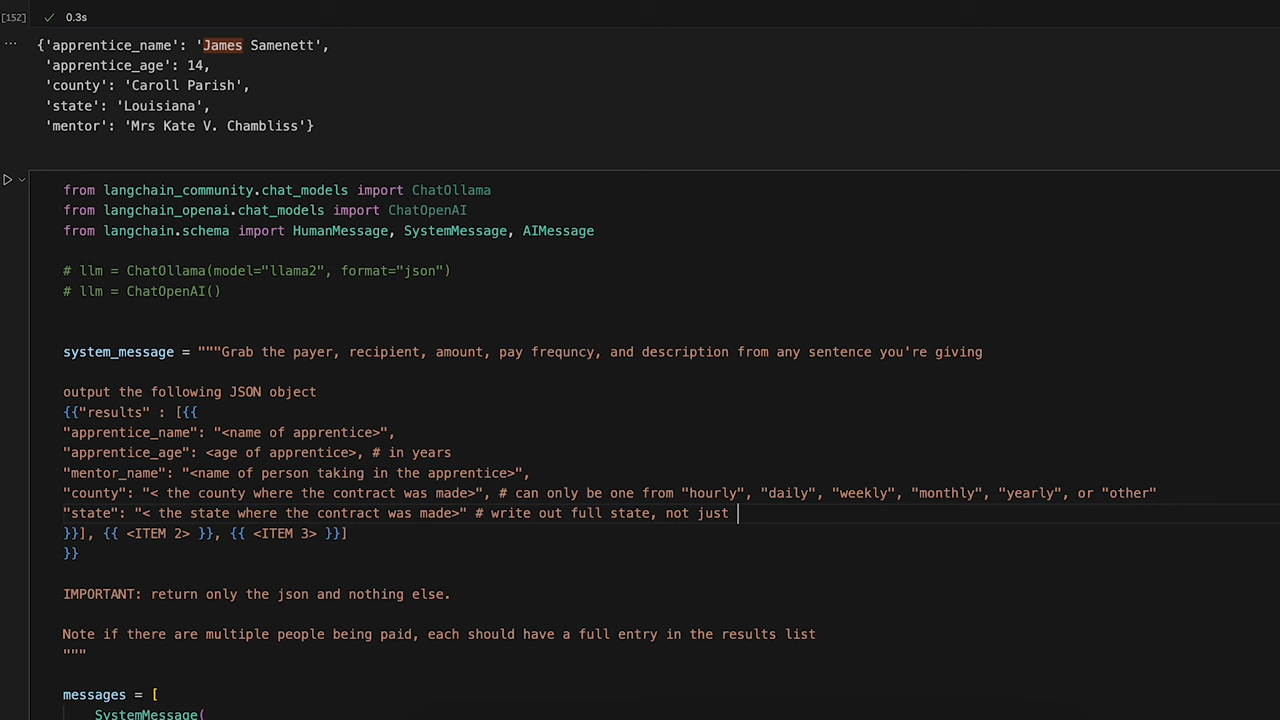 [152] ✓ 0.3s
... {'apprentice_name': 'James Samenett',
'apprentice_age': 14,
'county': 'Caroll Parish',
'state': 'Louisiana',
'mentor': 'Mrs Kate V. Chambliss'}
from langchain_community.chat_models import ChatOllama
from langchain_openai.chat_models import ChatOpenAI
from langchain.schema import HumanMessage, SystemMessage, AIMessage
# llm = ChatOllama(model="llama2", format="json")
# llm = ChatOpenAI()
system_message = """Grab the payer, recipient, amount, pay frequncy, and description from any sentence you're giving
output the following JSON object
{{"results" : [{{
"apprentice_name": "<name of apprentice>",
"apprentice_age": <age of apprentice>, # in years
"mentor_name": "<name of person taking in the apprentice>",
"county": "< the county where the contract was made>", # can only be one from "hourly", "daily", "weekly", "monthly", "yearly", or "other"
"state": "< the state where the contract was made>" # write out full state, not just
}}], {{ <ITEM 2> }}, {{ <ITEM 3> }}]
}}
IMPORTANT: return only the json and nothing else.
Note if there are multiple people being paid, each should have a full entry in the results list
"""
messages = [
SystemMessage(